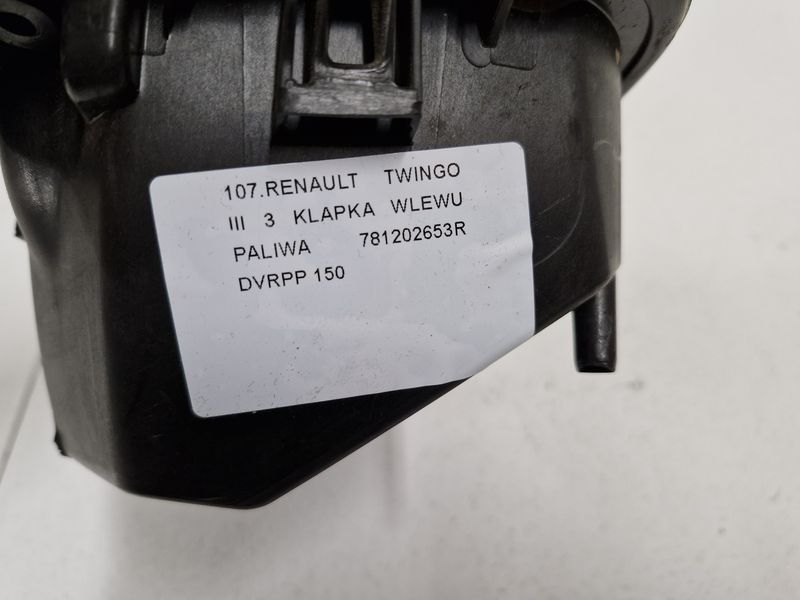 107.RENAULT TWINGO
III 3 KLAPKA WLEWU
PALIWA 781202653R
DVRPP 150